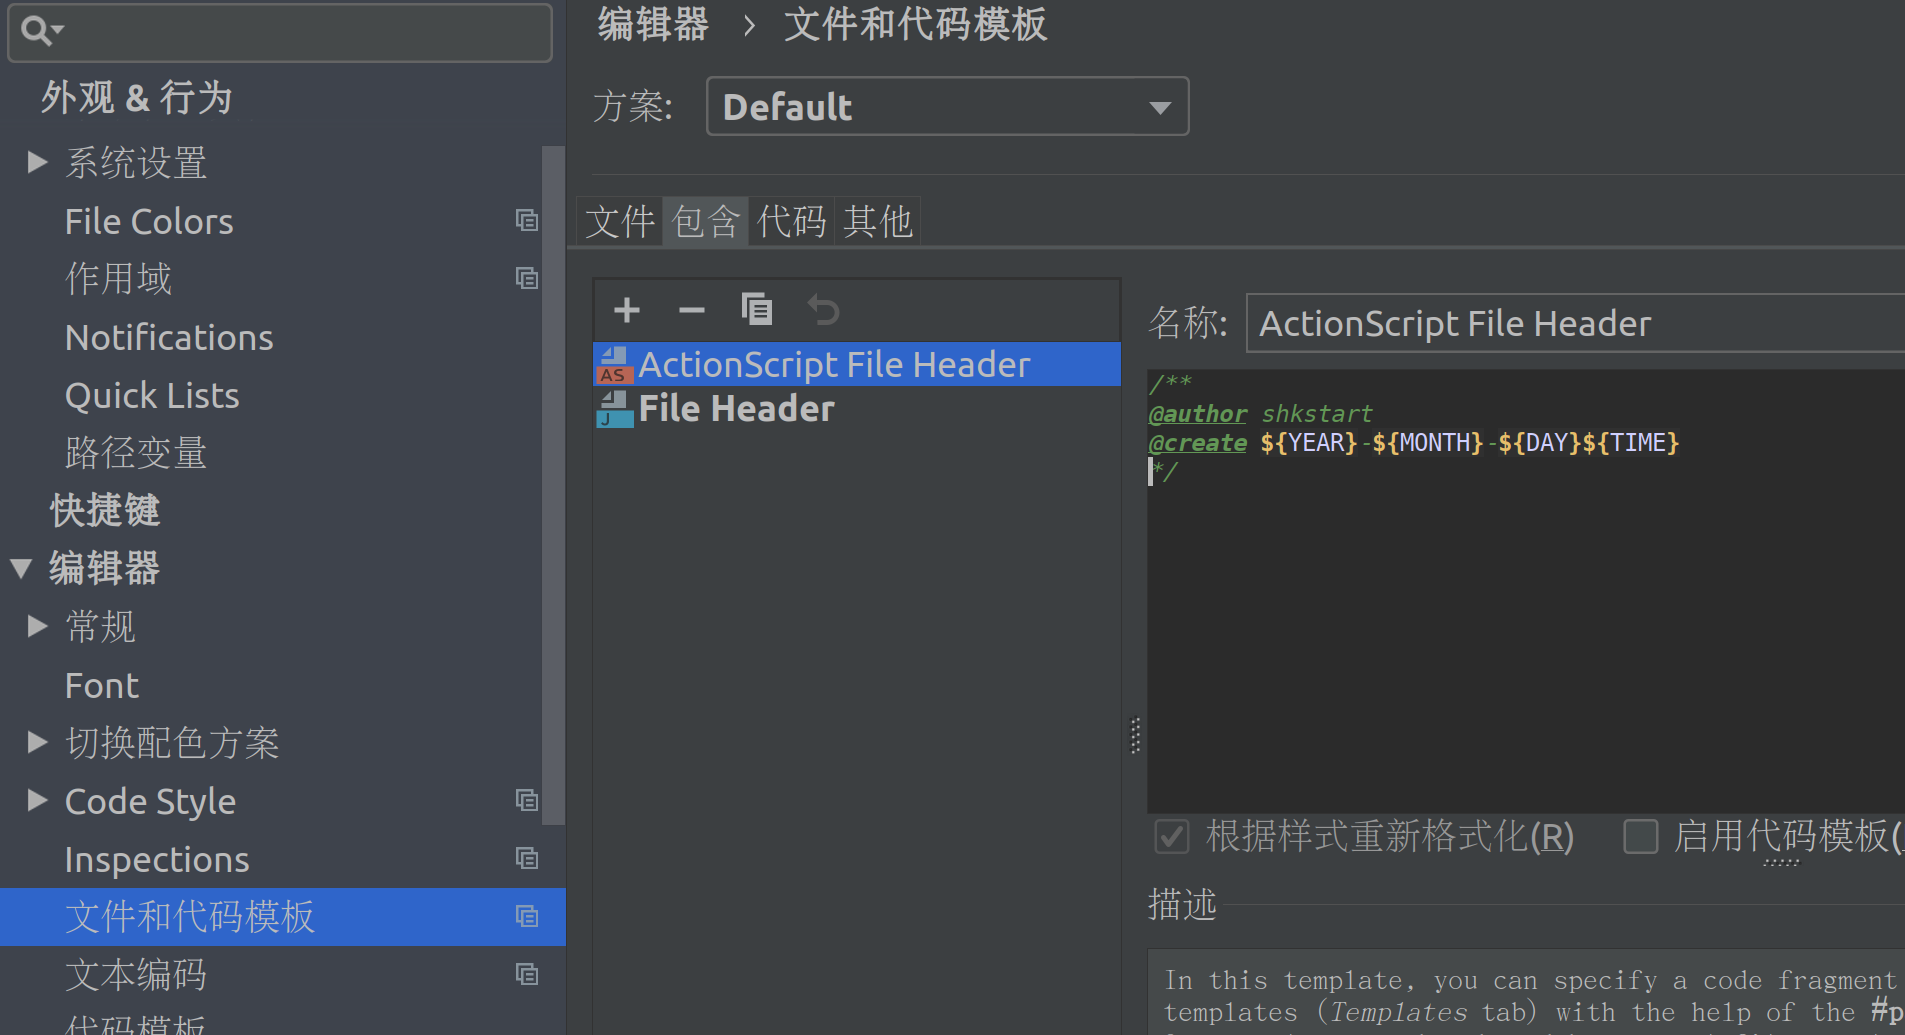 外观 & 行为
系统设置
File Colors
作用域
Notifications
Quick Lists
路径变量
快捷键
编辑器
常规
Font
切换配色方案
Code Style
Inspections
文件和代码模板
文本编码
代码模板
编辑器 › 文件和代码模板
方案: Default
文件 包含 代码 其他
ActionScript File Header
File Header
名称: ActionScript File Header
/**
@author shkstart
@create ${YEAR}-${MONTH}-${DAY}${TIME}
*/
根据样式重新格式化(R) 启用代码模板(
描述
In this template, you can specify a code fragment
templates (Templates tab) with the help of the #p